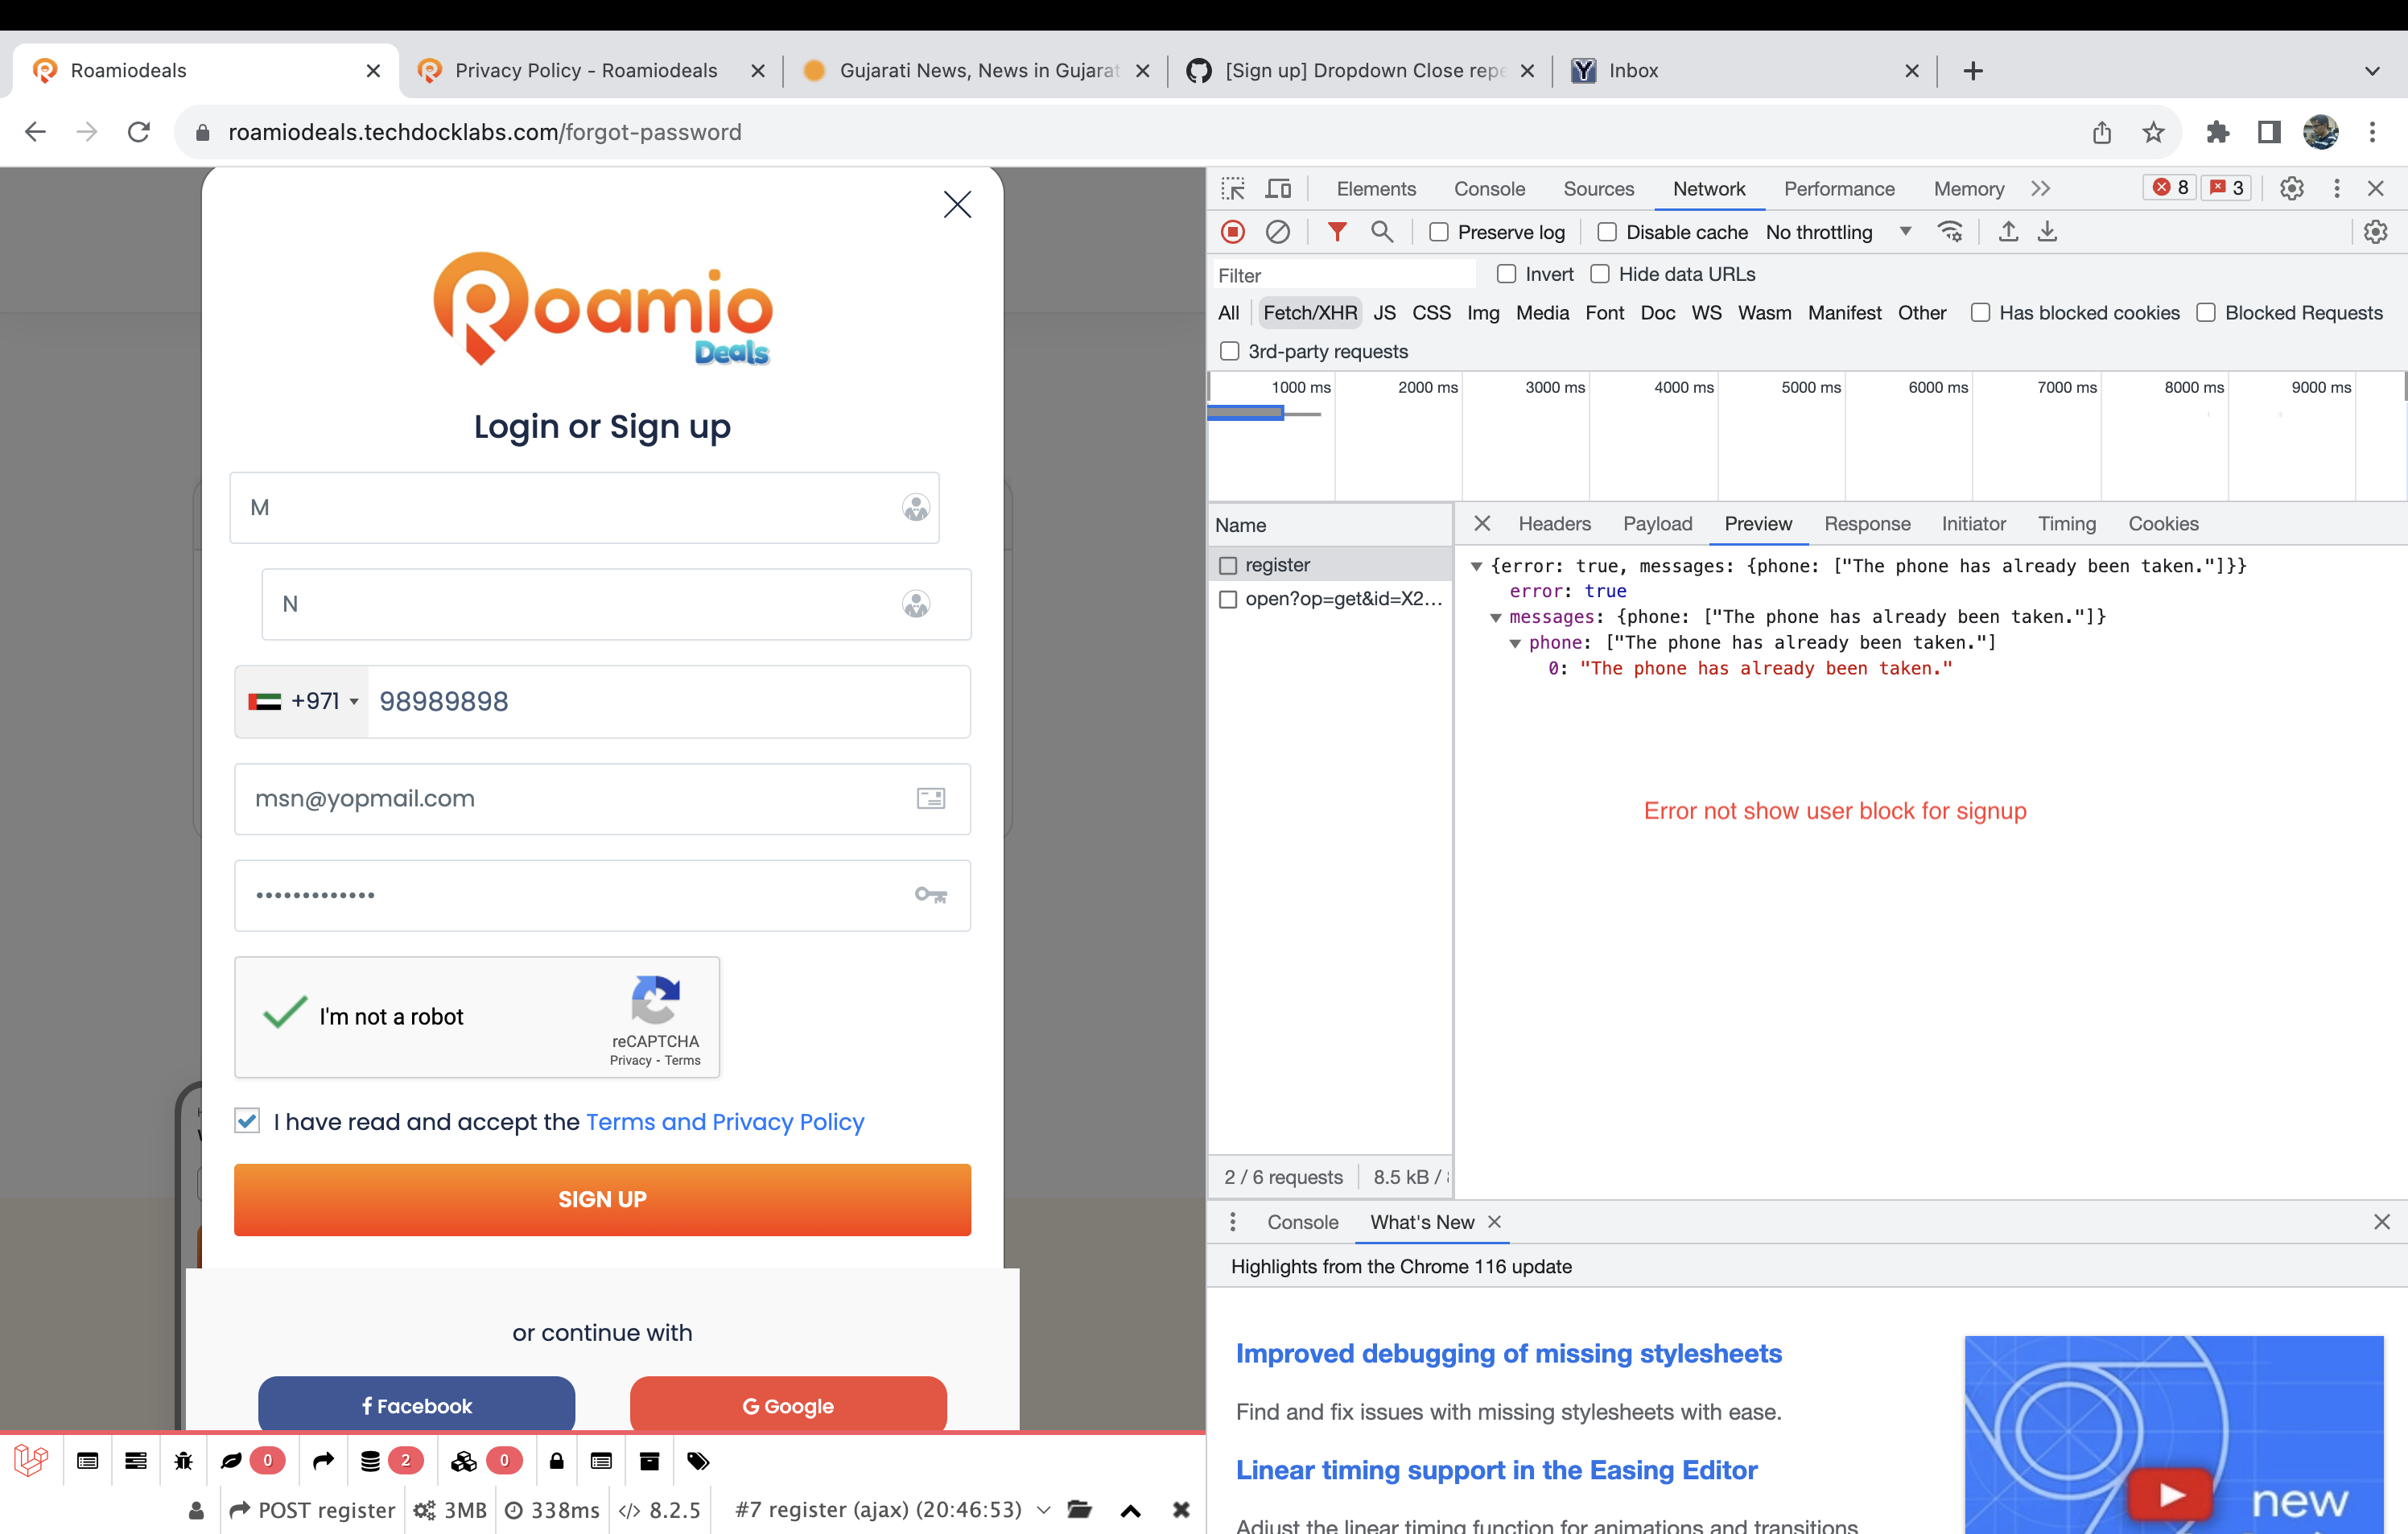 Roamiodeals
Privacy Policy - Roamiodeals
Gujarati News, News in Gujarat
[Sign up] Dropdown Close repe
Inbox
roamiodeals.techdocklabs.com/forgot-password
Roamio
Deals
Login or Sign up
M
N
+971 98989898
msn@yopmail.com
I'm not a robot
reCAPTCHA
Privacy - Terms
I have read and accept the Terms and Privacy Policy
SIGN UP
or continue with
Facebook
Google
0
2
0
POST register 3MB 338ms 8.2.5 #7 register (ajax) (20:46:53)
Elements Console Sources Network Performance Memory 8 3
Preserve log Disable cache No throttling
Filter Invert Hide data URLs
All Fetch/XHR JS CSS Img Media Font Doc WS Wasm Manifest Other Has blocked cookies Blocked Requests
3rd-party requests
1000 ms 2000 ms 3000 ms 4000 ms 5000 ms 6000 ms 7000 ms 8000 ms 9000 ms
Name
register
open?op=get&id=X2...
2 / 6 requests 8.5 kB /
Headers Payload Preview Response Initiator Timing Cookies
{error: true, messages: {phone: ["The phone has already been taken."]}}
error: true
messages: {phone: ["The phone has already been taken."]}
phone: ["The phone has already been taken."]
0: "The phone has already been taken."
Error not show user block for signup
Console What's New
Highlights from the Chrome 116 update
Improved debugging of missing stylesheets
Find and fix issues with missing stylesheets with ease.
Linear timing support in the Easing Editor
Adjust the linear timing function for animations and transitions
new